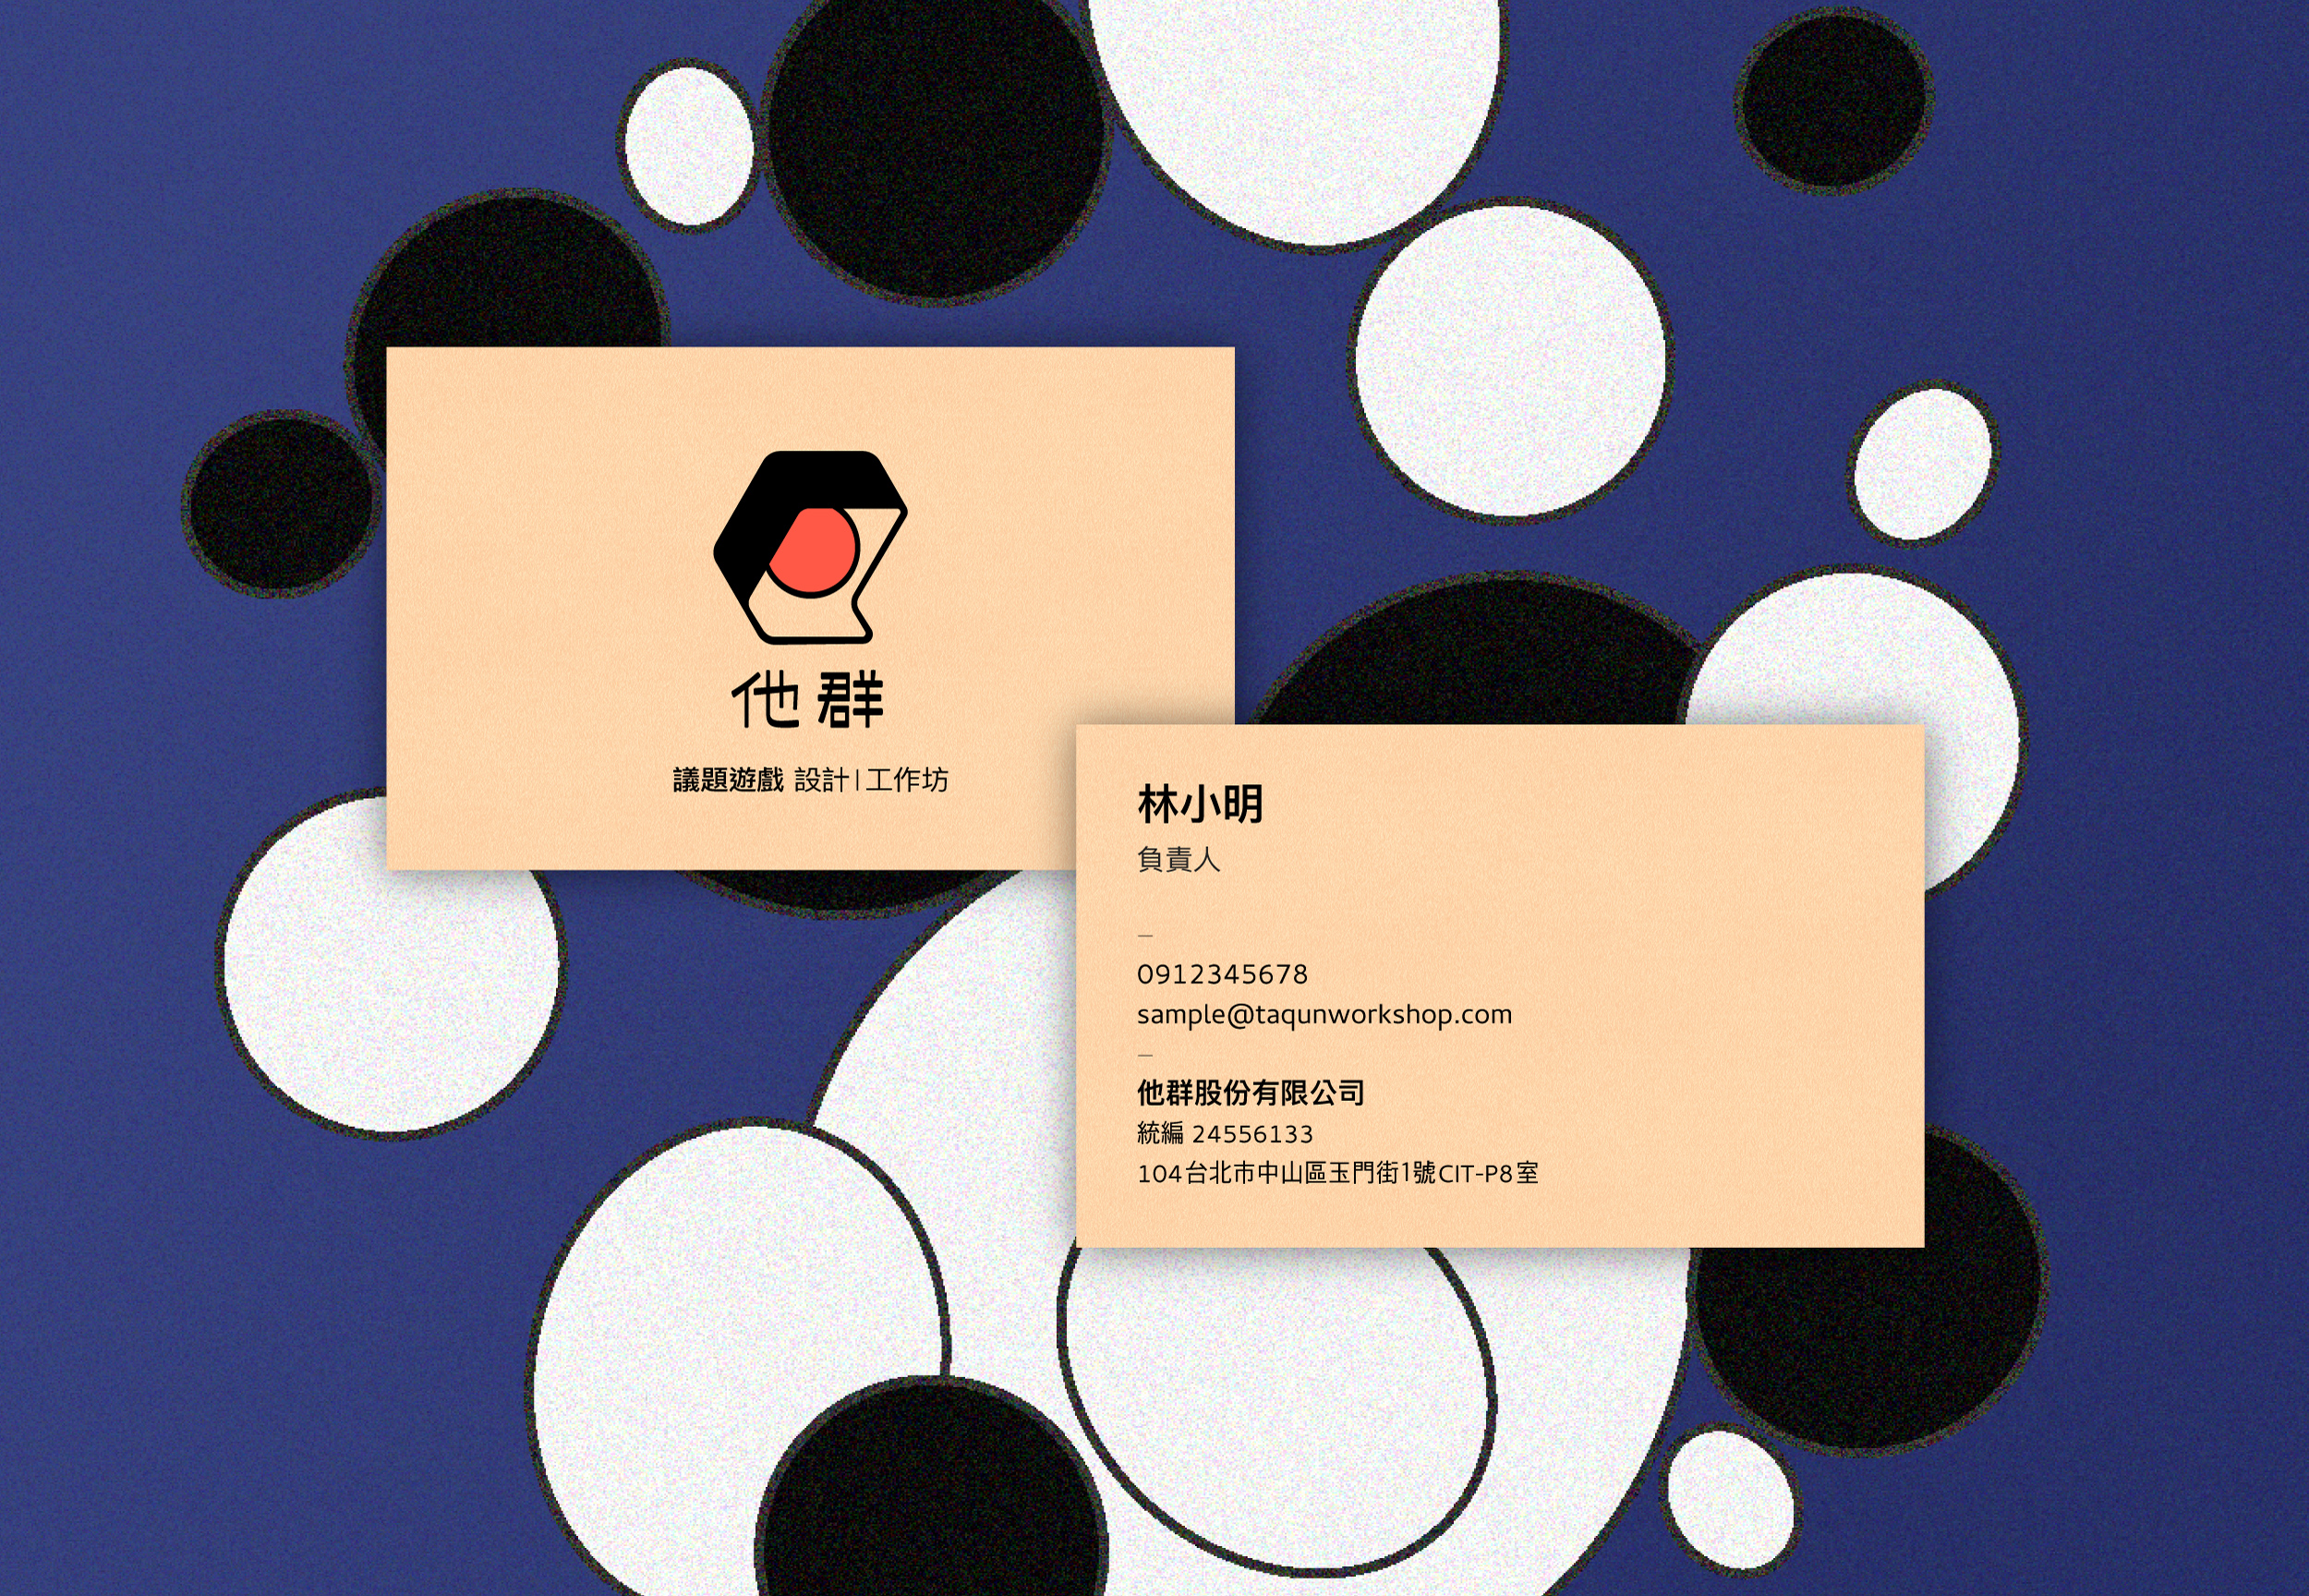 他群
議題遊戲 設計|工作坊
林小明
負責人
–
0912345678
sample@taqunworkshop.com
–
他群股份有限公司
統編 24556133
104台北市中山區玉門街1號CIT-P8室